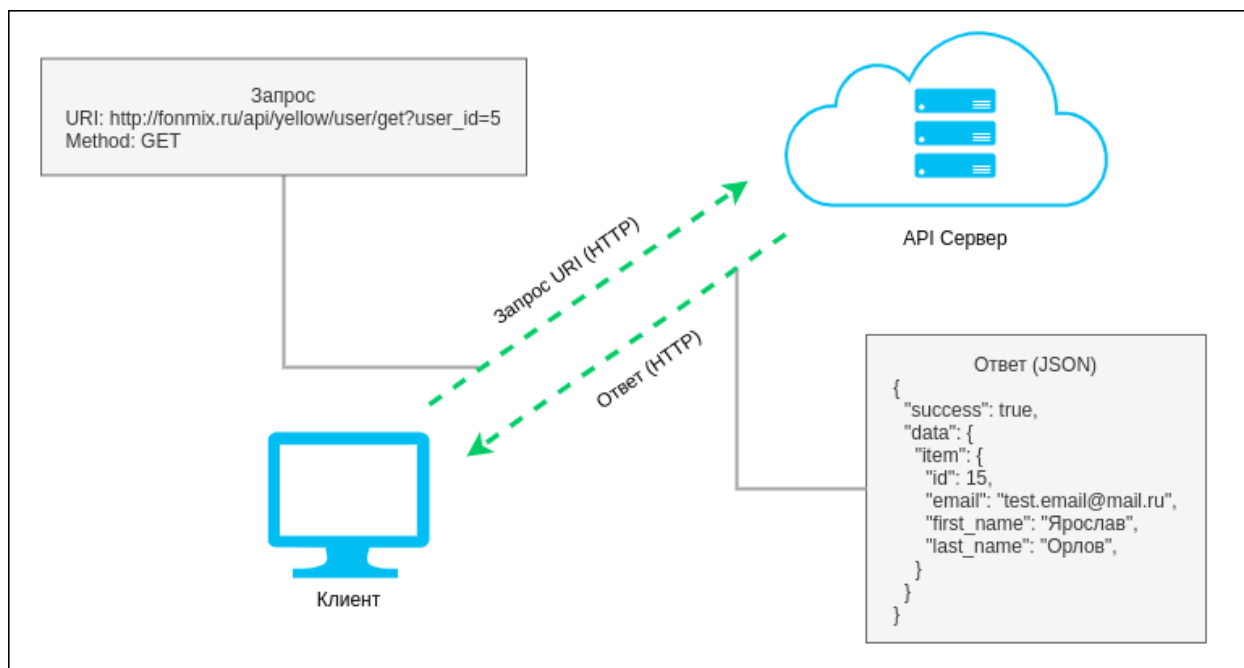 Запрос
URI: http://fonmix.ru/api/yellow/user/get?user_id=5
Method: GET
API Сервер
Запрос URI (HTTP)
Ответ (HTTP)
Ответ (JSON)
{
"success": true,
"data": {
"item": {
"id": 15,
"email": "test.email@mail.ru",
"first_name": "Ярослав",
"last_name": "Орлов",
}
}
}
Клиент